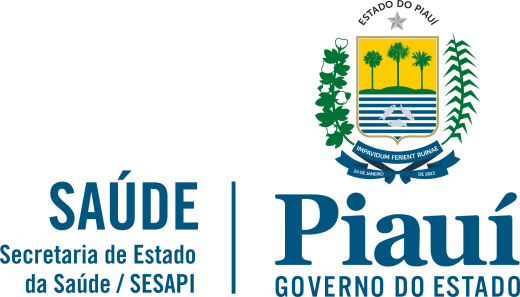 ESTADO DO PIAUÍ
IMPAVIDUM FERIENT RUINAE
24 DE JANEIRO DE 1823
SAÚDE
Secretaria de Estado
da Saúde / SESAPI
Piauí
GOVERNO DO ESTADO